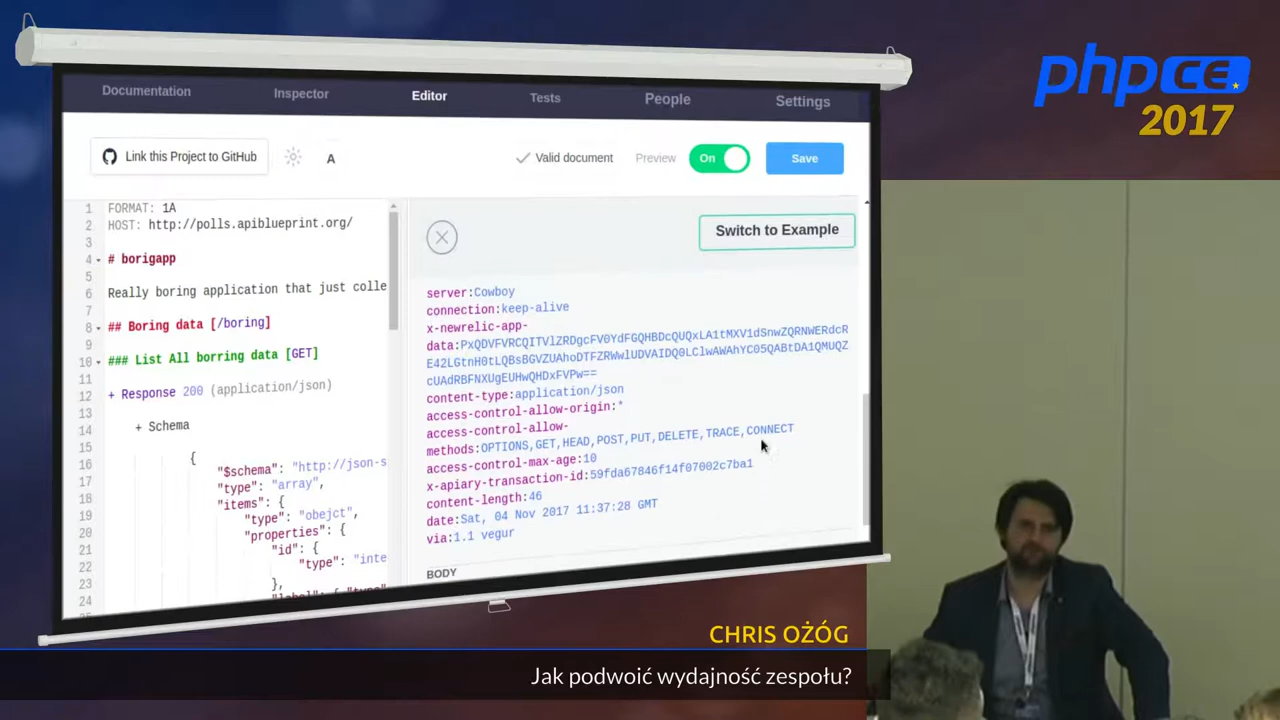 Documentation Inspector Editor Tests People Settings
Link this Project to GitHub A Valid document Preview On Save
1 FORMAT: 1A
2 HOST: http://polls.apiblueprint.org/
3
4 # borigapp
5
6 Really boring application that just colle
7
8 ## Boring data [/boring]
9
10 ### List All borring data [GET]
11
12 + Response 200 (application/json)
13
14 + Schema
15
16 {
17 "$schema": "http://json-s
18 "type": "array",
19 "items": {
20 "type": "obejct",
21 "properties": {
22 "id": {
23 "type": "inte
24 },
Switch to Example
server:Cowboy
connection:keep-alive
x-newrelic-app-
content-type:application/json
access-control-allow-origin:*
access-control-allow-
methods:OPTIONS,GET,HEAD,POST,PUT,DELETE,TRACE,CONNECT
access-control-max-age:10
x-apiary-transaction-id:59fda67846f14f07002c7ba1
content-length:46
date:Sat, 04 Nov 2017 11:37:28 GMT
via:1.1 vegur
BODY
phpCE
2017
CHRIS OŻÓG
Jak podwoić wydajność zespołu?